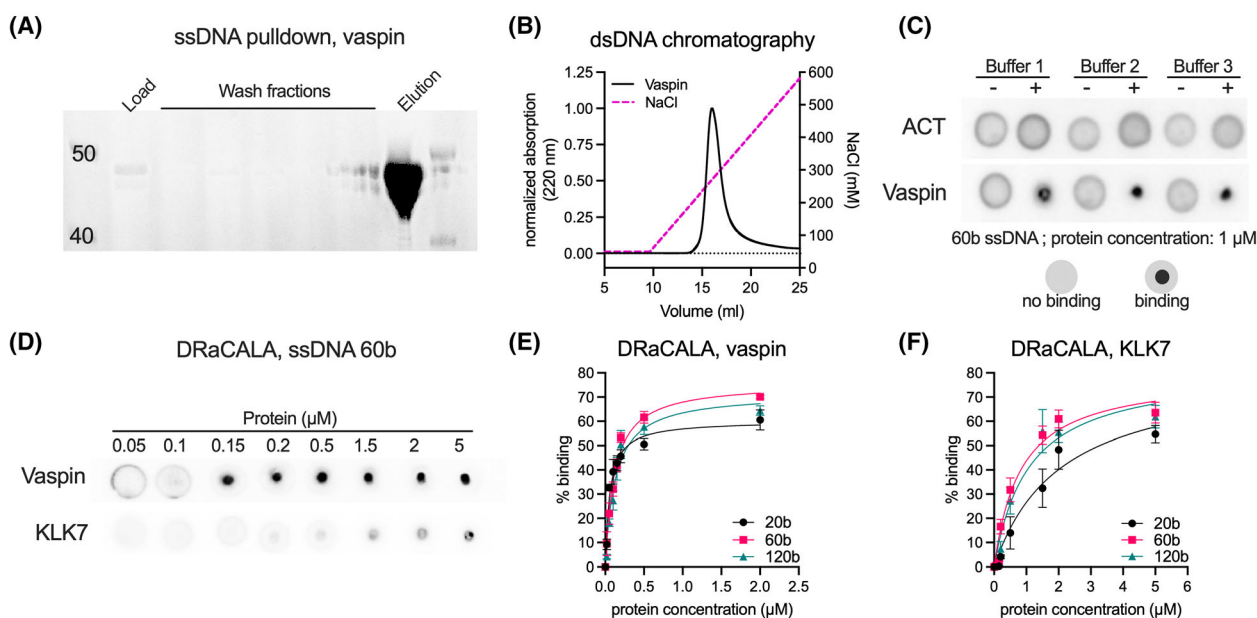 (A)
ssDNA pulldown, vaspin
Load
Wash fractions
Elution
50
40
(B)
dsDNA chromatography
1.25
1.00
0.75
0.50
0.25
0.00
normalized absorption
(220 nm)
Vaspin
NaCl
600
500
400
300
200
100
0
NaCl (mM)
5 10 15 20 25
Volume (ml)
(C)
Buffer 1 Buffer 2 Buffer 3
- + - + - +
ACT
Vaspin
60b ssDNA ; protein concentration: 1 µM
no binding binding
(D)
DRaCALA, ssDNA 60b
Protein (µM)
0.05 0.1 0.15 0.2 0.5 1.5 2 5
Vaspin
KLK7
(E)
DRaCALA, vaspin
80
70
60
50
40
30
20
10
0
% binding
20b
60b
120b
0.0 0.5 1.0 1.5 2.0 2.5
protein concentration (µM)
(F)
DRaCALA, KLK7
80
70
60
50
40
30
20
10
0
% binding
20b
60b
120b
0 1 2 3 4 5 6
protein concentration (µM)